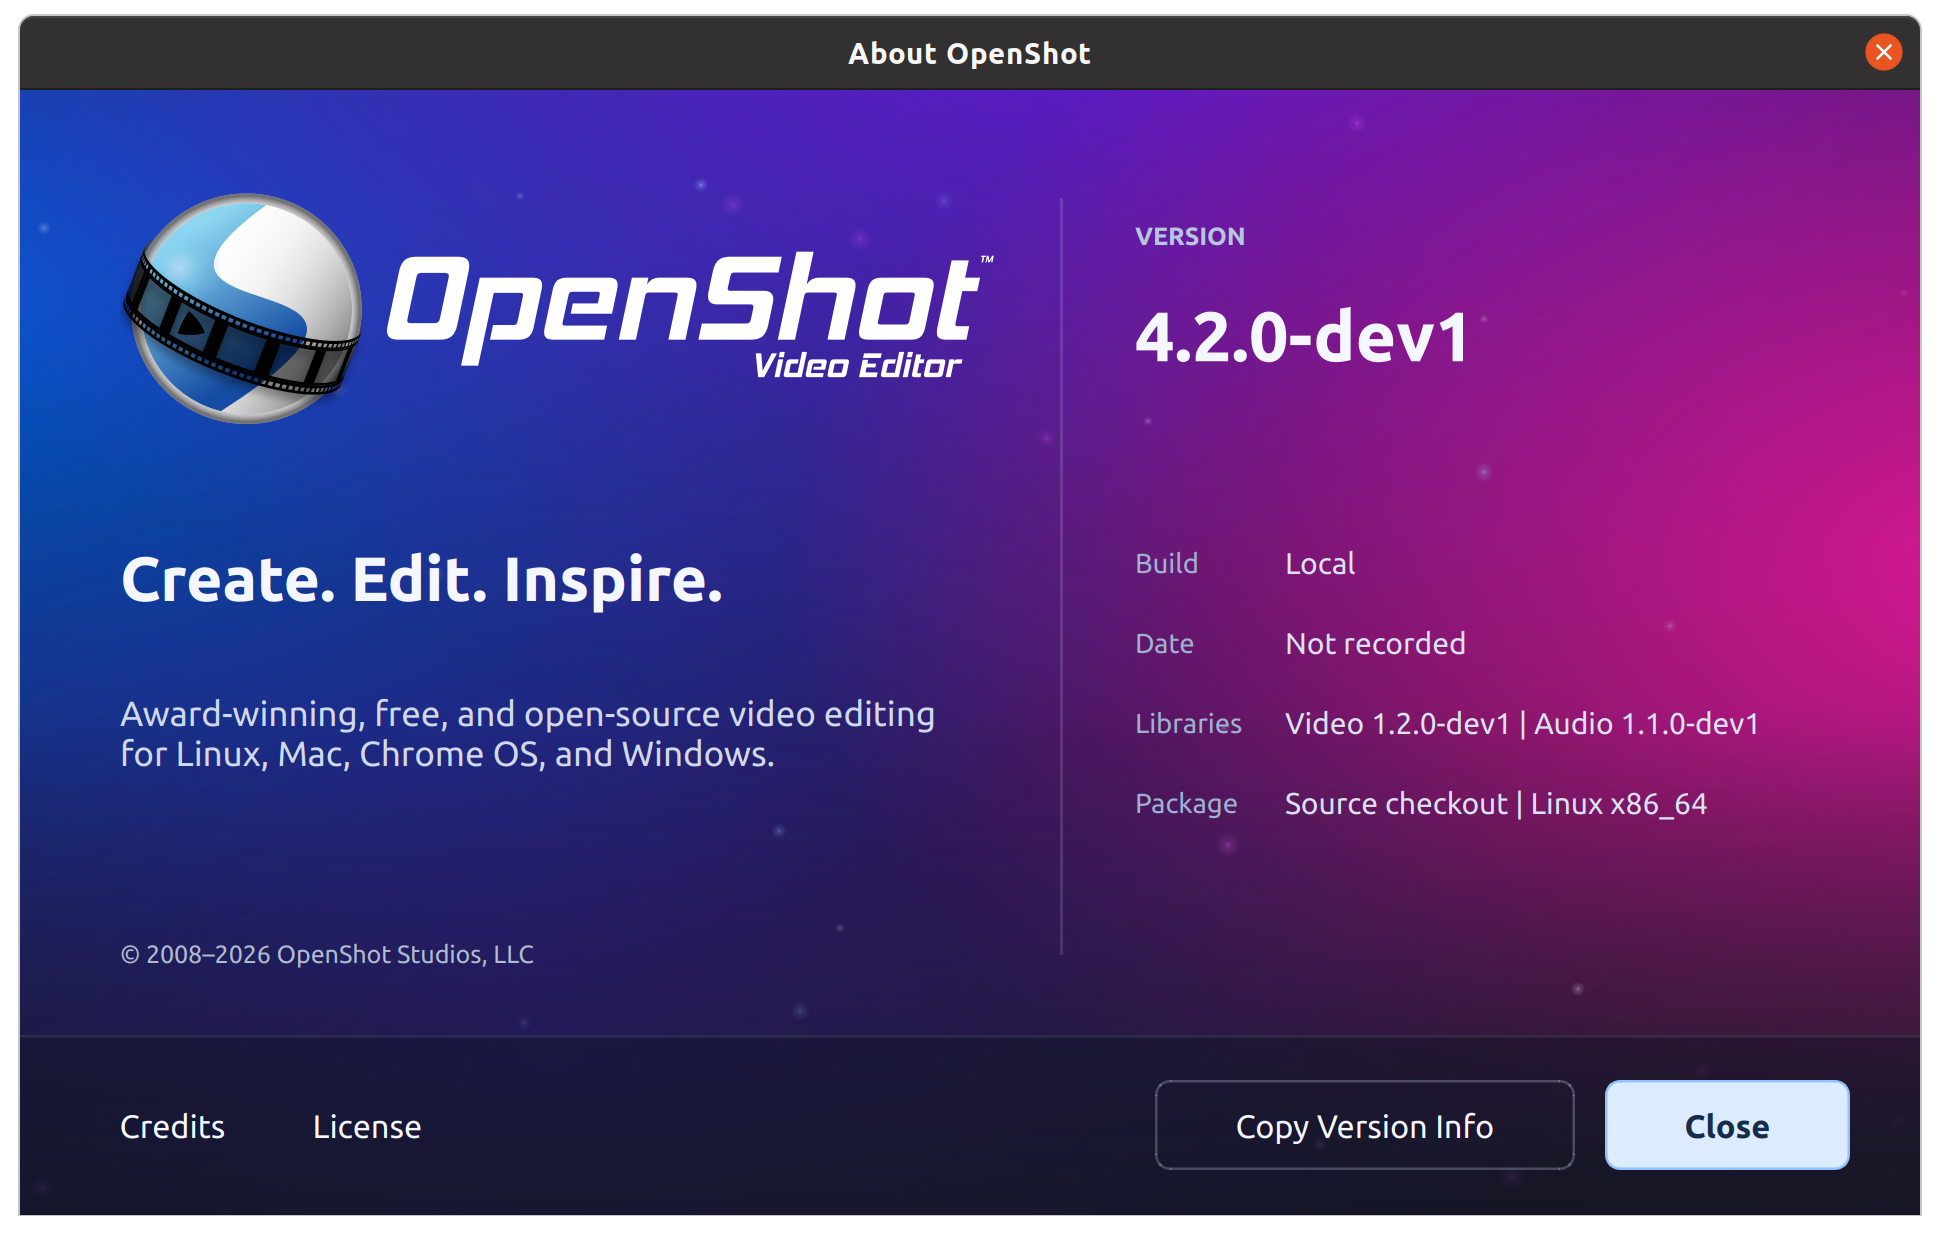 About OpenShot
OpenShot™
Video Editor
Create. Edit. Inspire.
Award-winning, free, and open-source video editing
for Linux, Mac, Chrome OS, and Windows.
© 2008–2026 OpenShot Studios, LLC
VERSION
4.2.0-dev1
Build Local
Date Not recorded
Libraries Video 1.2.0-dev1 | Audio 1.1.0-dev1
Package Source checkout | Linux x86_64
Credits License Copy Version Info Close